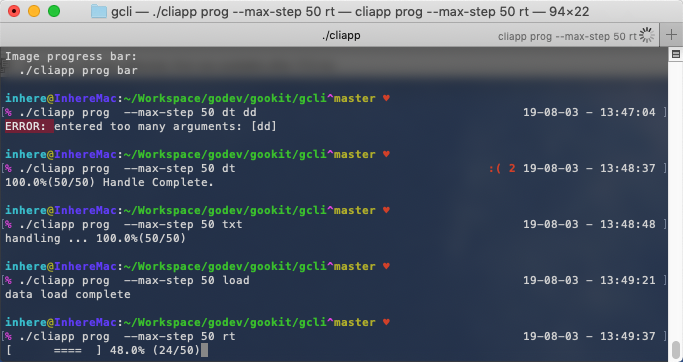 gcli — ./cliapp prog --max-step 50 rt — cliapp prog --max-step 50 rt — 94×22
./cliapp
cliapp prog --max-step 50 rt
Image progress bar:
./cliapp prog bar
inhere@InhereMac:~/Workspace/godev/gookit/gcli^master ♥
[% ./cliapp prog  --max-step 50 dt dd 19-08-03 - 13:47:04 ]
ERROR: entered too many arguments: [dd]
inhere@InhereMac:~/Workspace/godev/gookit/gcli^master ♥
[% ./cliapp prog  --max-step 50 dt :( 2 19-08-03 - 13:48:37 ]
100.0%(50/50) Handle Complete.
inhere@InhereMac:~/Workspace/godev/gookit/gcli^master ♥
[% ./cliapp prog  --max-step 50 txt 19-08-03 - 13:48:48 ]
handling ... 100.0%(50/50)
inhere@InhereMac:~/Workspace/godev/gookit/gcli^master ♥
[% ./cliapp prog  --max-step 50 load 19-08-03 - 13:49:21 ]
data load complete
inhere@InhereMac:~/Workspace/godev/gookit/gcli^master ♥
[% ./cliapp prog  --max-step 50 rt 19-08-03 - 13:49:37 ]
[      ====  ] 48.0% (24/50)